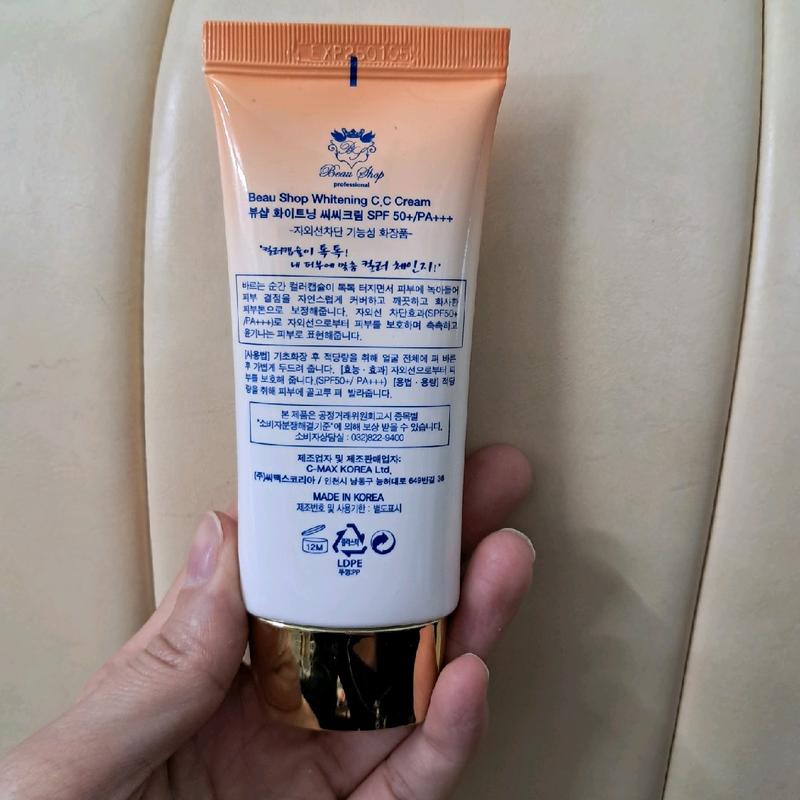 EXP250105
BS
Beau Shop
professional
Beau Shop Whitening C.C Cream
뷰샵 화이트닝 씨씨크림 SPF 50+/PA+++
-자외선차단 기능성 화장품-
"컬러캡슐이 톡톡!
내 피부에 맞춤 컬러 체인지!"
바르는 순간 컬러캡슐이 톡톡 터지면서 피부에 녹아들어
피부 결점을 자연스럽게 커버하고 깨끗하고 화사한
피부톤으로 보정해줍니다. 자외선 차단효과(SPF50+
/PA+++)로 자외선으로부터 피부를 보호하며 촉촉하고
윤기나는 피부로 표현해줍니다.
[사용법] 기초화장 후 적당량을 취해 얼굴 전체에 펴 바른
후 가볍게 두드려 줍니다. [효능·효과] 자외선으로부터 피
부를 보호해 줍니다.(SPF50+/ PA+++) [용법·용량] 적당
량을 취해 피부에 골고루 펴 발라줍니다.
본 제품은 공정거래위원회고시 품목별
"소비자분쟁해결기준"에 의해 보상 받을 수 있습니다.
소비자상담실 : 032)822-9400
제조업자 및 제조판매업자:
C-MAX KOREA Ltd.
(주)씨맥스코리아 / 인천시 남동구 능허대로 649번길 36
MADE IN KOREA
제조번호 및 사용기한 : 별도표시
12M
플라스틱
LDPE
뚜껑:PP